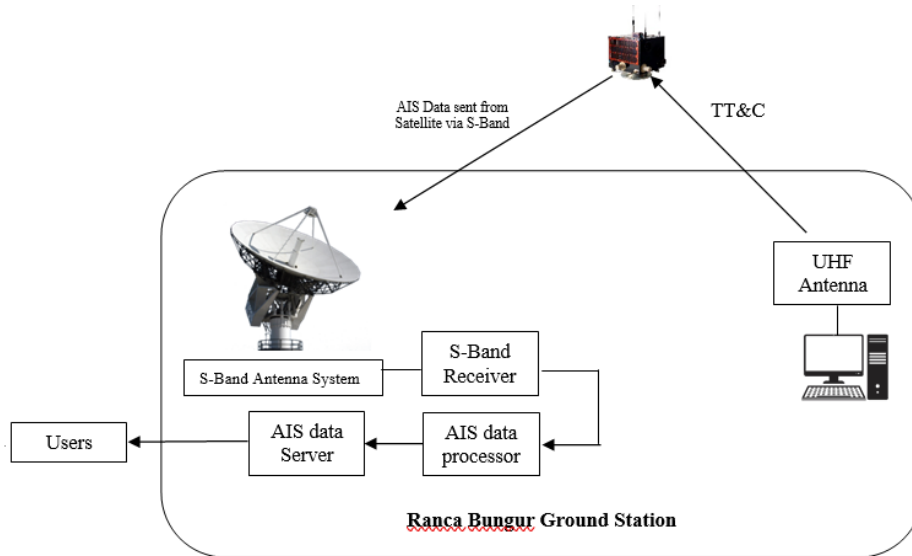 AIS Data sent from
Satellite via S-Band
TT&C
UHF
Antenna
S-Band
Receiver
S-Band Antenna System
Users
AIS data
Server
AIS data
processor
Ranca Bungur Ground Station